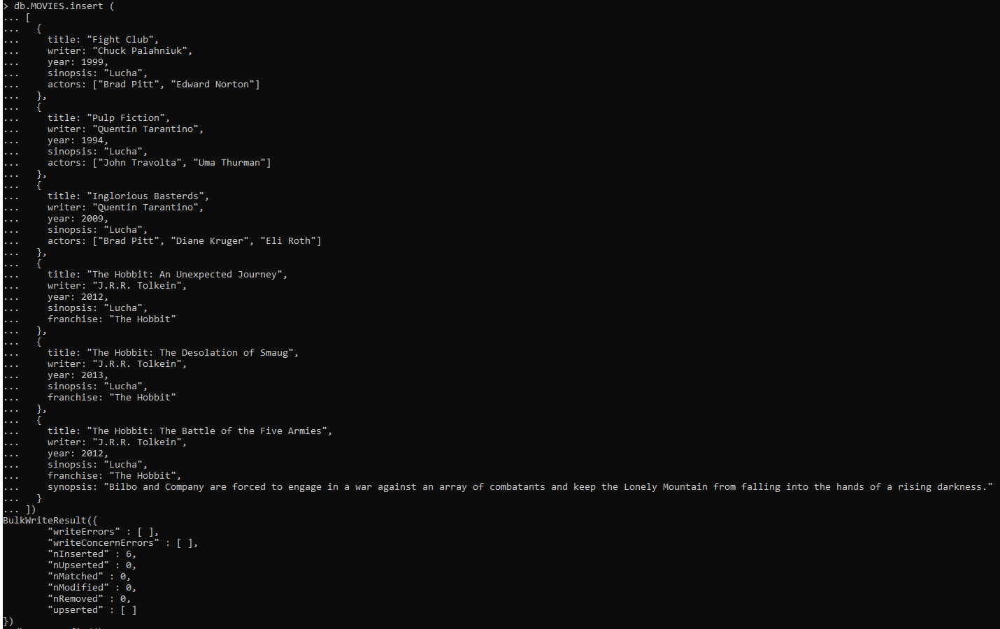 > db.MOVIES.insert (
... [
...   {
...     title: "Fight Club",
...     writer: "Chuck Palahniuk",
...     year: 1999,
...     sinopsis: "Lucha",
...     actors: ["Brad Pitt", "Edward Norton"]
...   },
...   {
...     title: "Pulp Fiction",
...     writer: "Quentin Tarantino",
...     year: 1994,
...     sinopsis: "Lucha",
...     actors: ["John Travolta", "Uma Thurman"]
...   },
...   {
...     title: "Inglorious Basterds",
...     writer: "Quentin Tarantino",
...     year: 2009,
...     sinopsis: "Lucha",
...     actors: ["Brad Pitt", "Diane Kruger", "Eli Roth"]
...   },
...   {
...     title: "The Hobbit: An Unexpected Journey",
...     writer: "J.R.R. Tolkein",
...     year: 2012,
...     sinopsis: "Lucha",
...     franchise: "The Hobbit"
...   },
...   {
...     title: "The Hobbit: The Desolation of Smaug",
...     writer: "J.R.R. Tolkein",
...     year: 2013,
...     sinopsis: "Lucha",
...     franchise: "The Hobbit"
...   },
...   {
...     title: "The Hobbit: The Battle of the Five Armies",
...     writer: "J.R.R. Tolkein",
...     year: 2012,
...     sinopsis: "Lucha",
...     franchise: "The Hobbit",
...     synopsis: "Bilbo and Company are forced to engage in a war against an array of combatants and keep the Lonely Mountain from falling into the hands of a rising darkness."
...   }
... ])
BulkWriteResult({
        "writeErrors" : [ ],
        "writeConcernErrors" : [ ],
        "nInserted" : 6,
        "nUpserted" : 0,
        "nMatched" : 0,
        "nModified" : 0,
        "nRemoved" : 0,
        "upserted" : [ ]
})